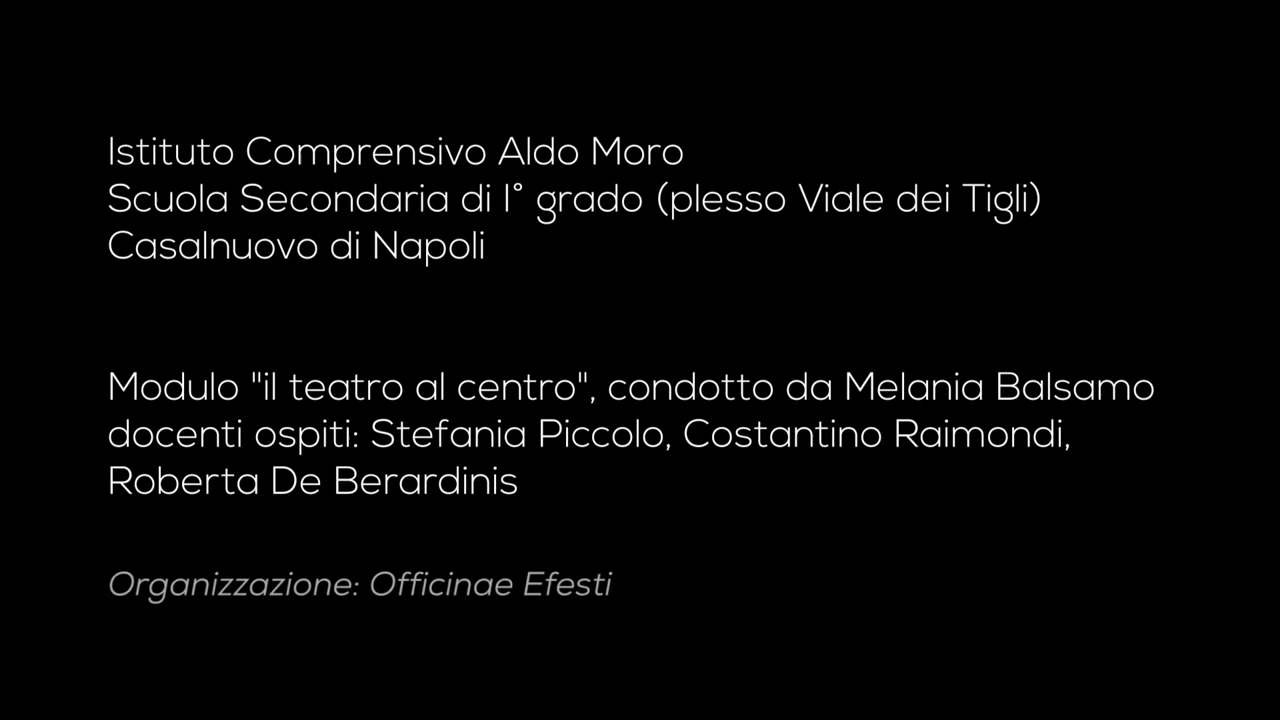 Istituto Comprensivo Aldo Moro
Scuola Secondaria di I° grado (plesso Viale dei Tigli)
Casalnuovo di Napoli
Modulo "il teatro al centro", condotto da Melania Balsamo
docenti ospiti: Stefania Piccolo, Costantino Raimondi,
Roberta De Berardinis
Organizzazione: Officinae Efesti